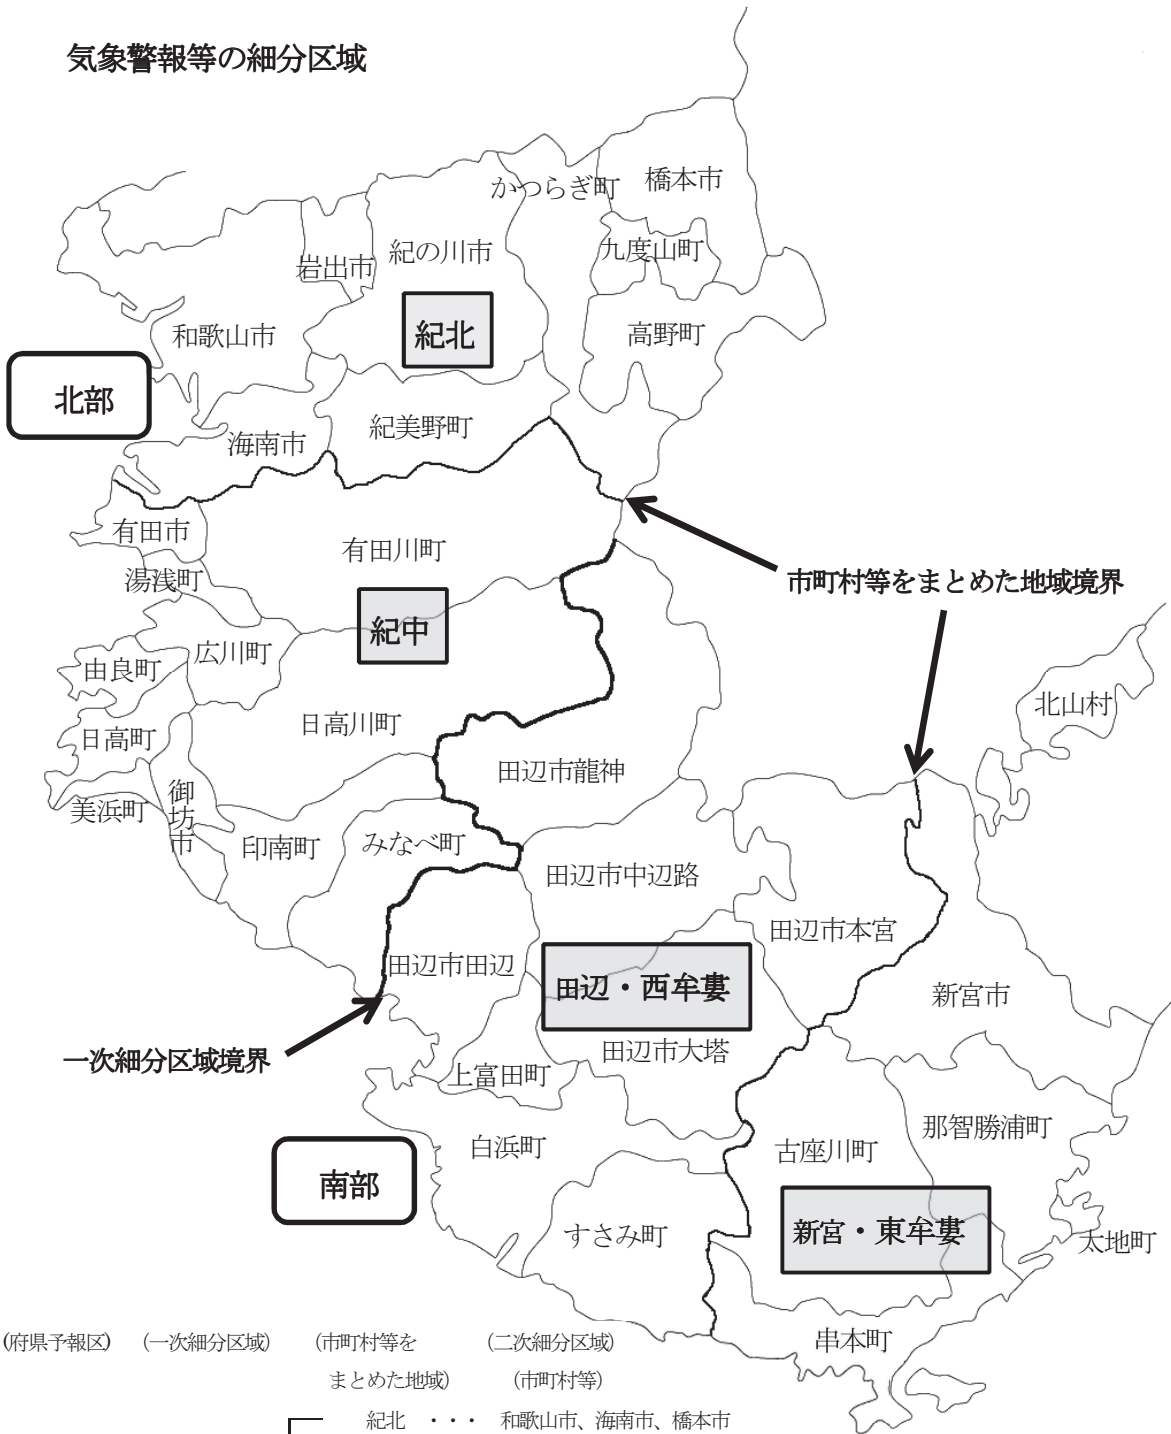 気象警報等の細分区域
かつらぎ町
橋本市
紀の川市
九度山町
岩出市
和歌山市
紀北
高野町
北部
海南市
紀美野町
有田市
有田川町
湯浅町
市町村等をまとめた地域境界
紀中
広川町
由良町
北山村
日高川町
日高町
田辺市龍神
美浜町
御坊市
印南町
みなべ町
田辺市中辺路
田辺市本宮
田辺市田辺
田辺・西牟婁
新宮市
一次細分区域境界
田辺市大塔
上富田町
那智勝浦町
白浜町
古座川町
南部
すさみ町
新宮・東牟婁
太地町
串本町
(府県予報区) (一次細分区域) (市町村等を (二次細分区域)
まとめた地域) (市町村等)
紀北 ・・・ 和歌山市、海南市、橋本市